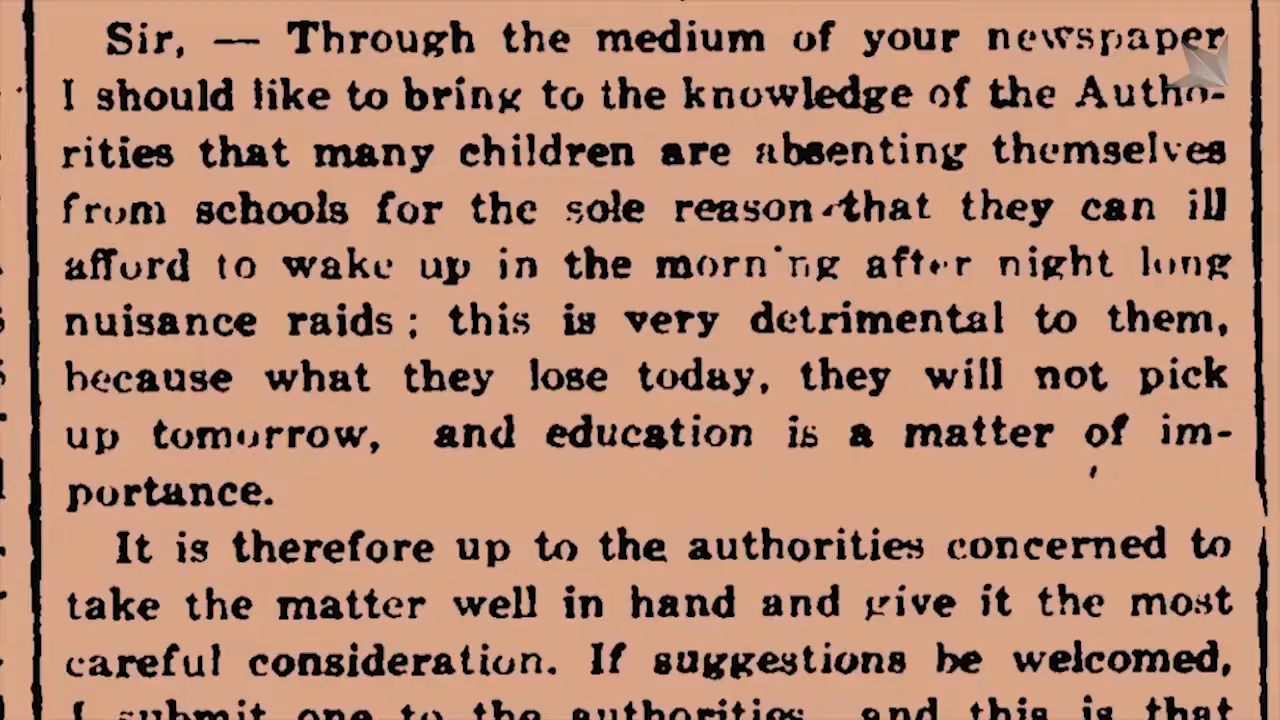 Sir, — Through the medium of your newspaper
I should like to bring to the knowledge of the Autho-
rities that many children are absenting themselves
from schools for the sole reason that they can ill
afford to wake up in the morning after night long
nuisance raids; this is very detrimental to them,
because what they lose today, they will not pick
up tomorrow, and education is a matter of im-
portance.
It is therefore up to the authorities concerned to
take the matter well in hand and give it the most
careful consideration. If suggestions be welcomed,
I submit one to the authorities and this is that